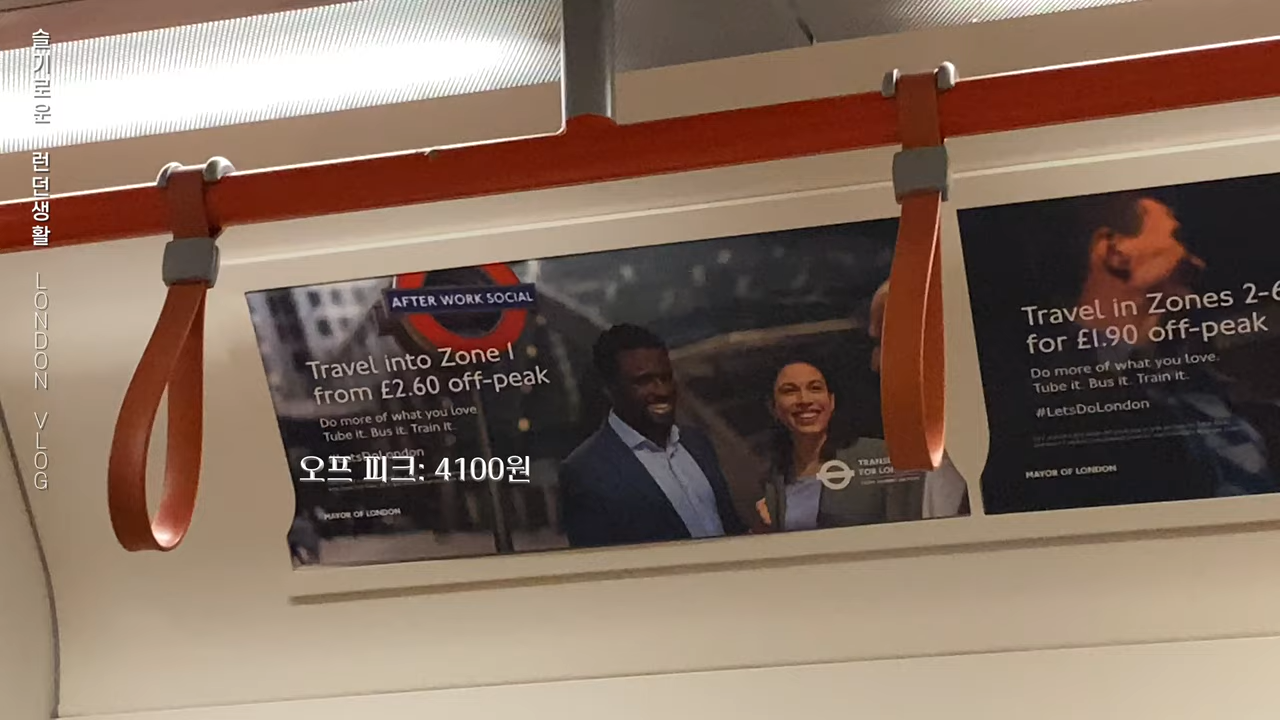 슬기로운 런던생활 LONDON VLOG
AFTER WORK SOCIAL
Travel into Zone 1
from £2.60 off-peak
Do more of what you love.
Tube it. Bus it. Train it.
#LetsDoLondon
오프 피크: 4100원
MAYOR OF LONDON
FOR
Travel in Zones 2-6
for £1.90 off-peak
Do more of what you love.
Tube it. Bus it. Train it.
#LetsDoLondon
MAYOR OF LONDON